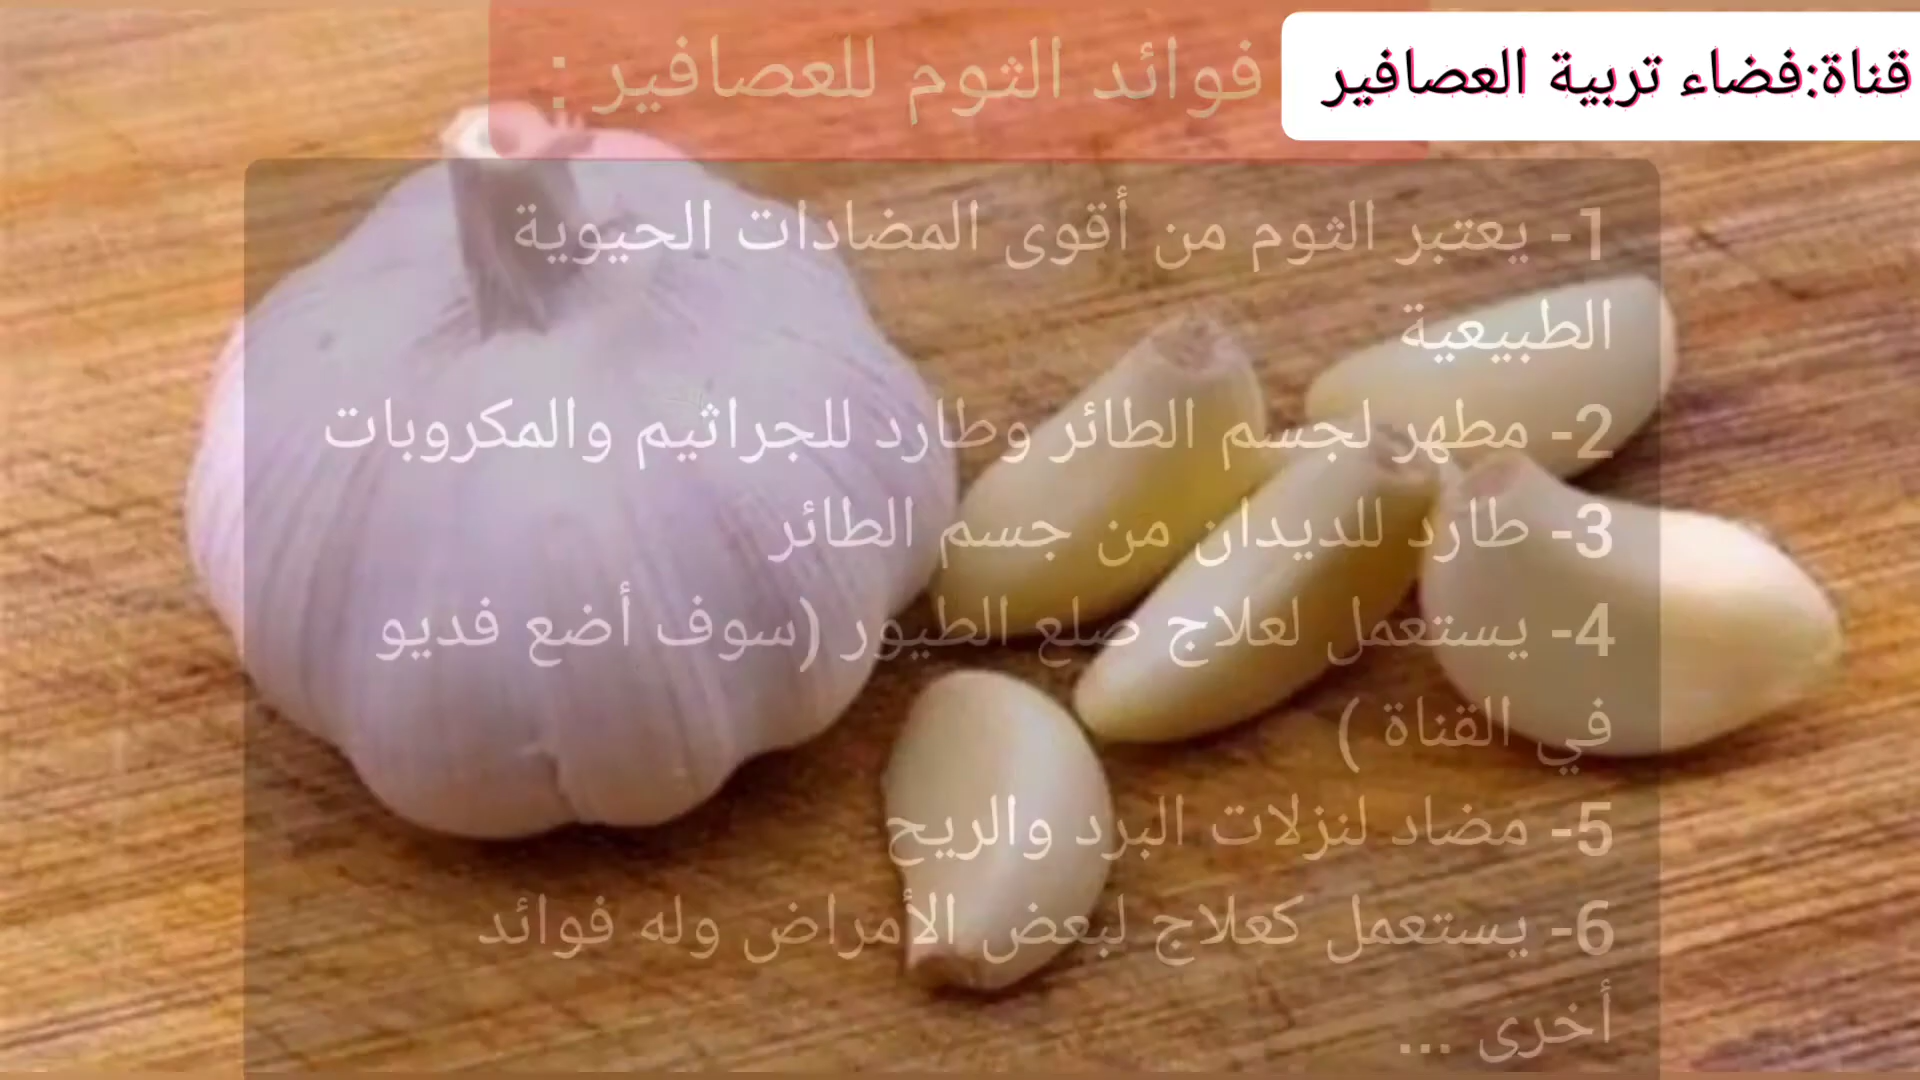 قناة:فضاء تربية العصافير
فوائد الثوم للعصافير :
1- يعتبر الثوم من أقوى المضادات الحيوية
الطبيعية
2- مطهر لجسم الطائر وطارد للجراثيم والمكروبات
3- طارد للديدان من جسم الطائر
4- يستعمل لعلاج صلع الطيور (سوف أضع فديو
في القناة )
5- مضاد لنزلات البرد والريح
6- يستعمل كعلاج لبعض الأمراض وله فوائد
أخرى ...